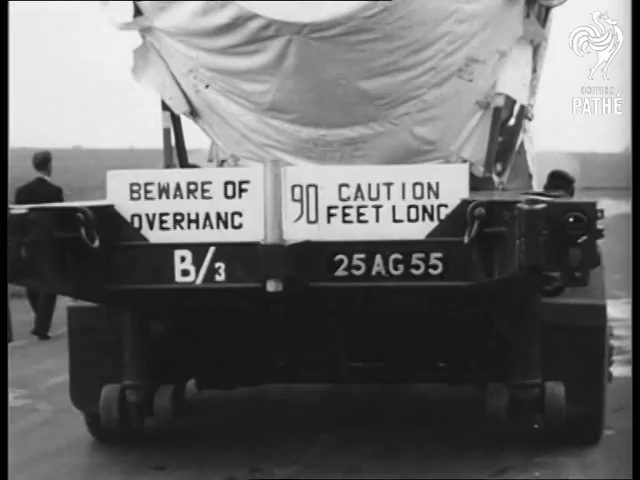 BRITISH
PATHÉ
BEWARE OF
OVERHANG
90 CAUTION
FEET LONG
B/3
25AG55